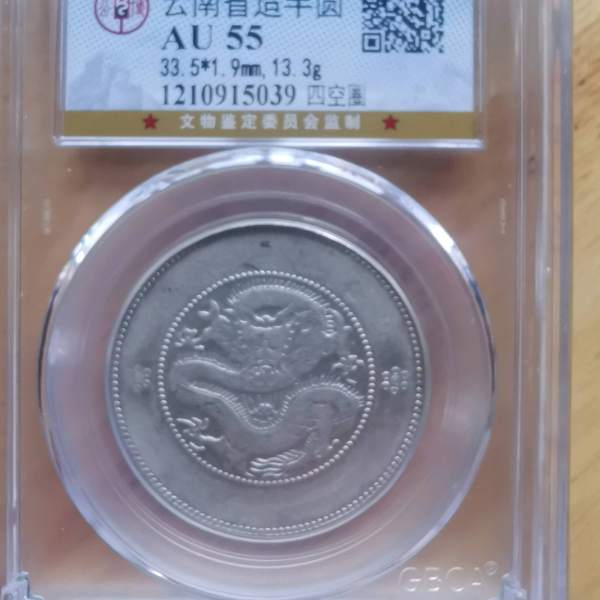 云南省造半圆
AU 55
33.5*1.9mm,13.3g
1210915039 四空圈
★ 文物鉴定委员会监制 ★
GBCA®